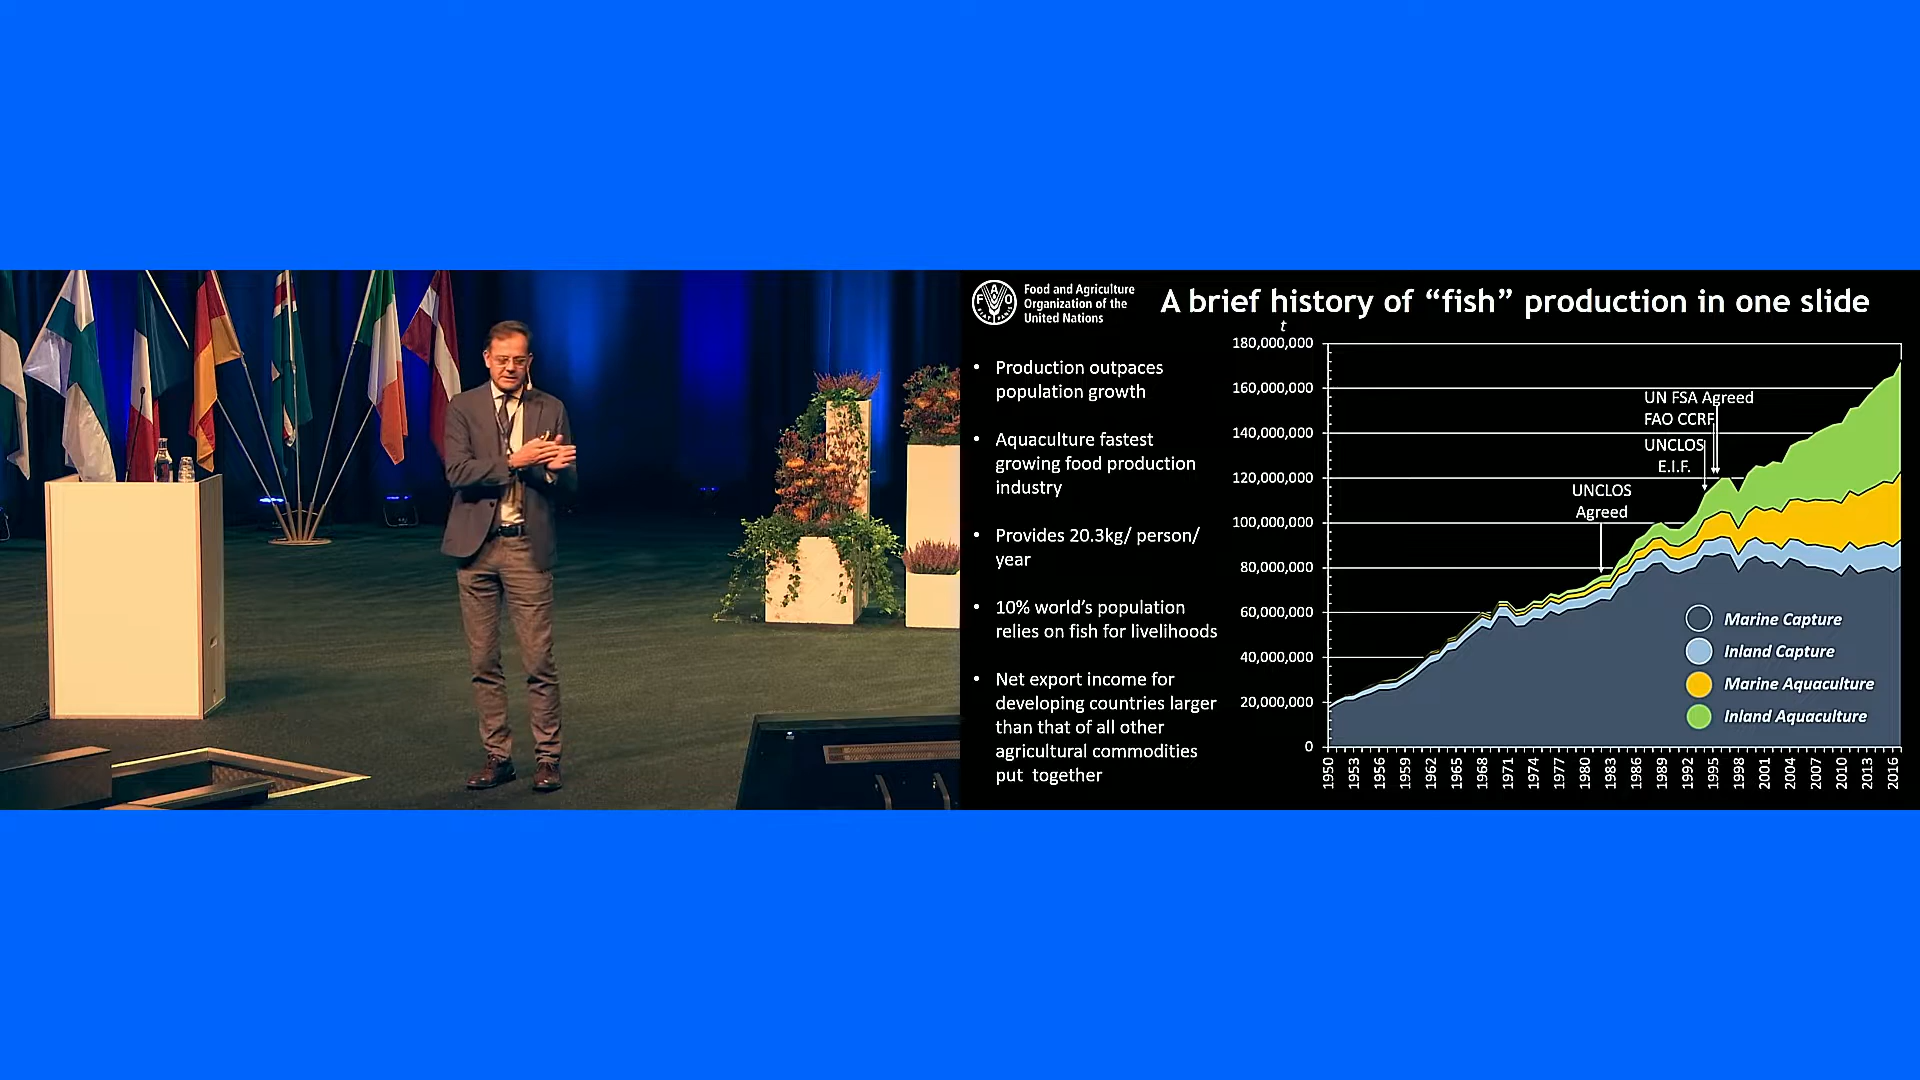 Food and Agriculture
Organization of the
United Nations
F A O
FIAT PANIS
A brief history of “fish” production in one slide
• Production outpaces
population growth
• Aquaculture fastest
growing food production
industry
• Provides 20.3kg/ person/
year
• 10% world’s population
relies on fish for livelihoods
• Net export income for
developing countries larger
than that of all other
agricultural commodities
put together
t
180,000,000
160,000,000
140,000,000
120,000,000
100,000,000
80,000,000
60,000,000
40,000,000
20,000,000
0
UN FSA Agreed
FAO CCRF
UNCLOS
E.I.F.
UNCLOS
Agreed
Marine Capture
Inland Capture
Marine Aquaculture
Inland Aquaculture
1950
1953
1956
1959
1962
1965
1968
1971
1974
1977
1980
1983
1986
1989
1992
1995
1998
2001
2004
2007
2010
2013
2016